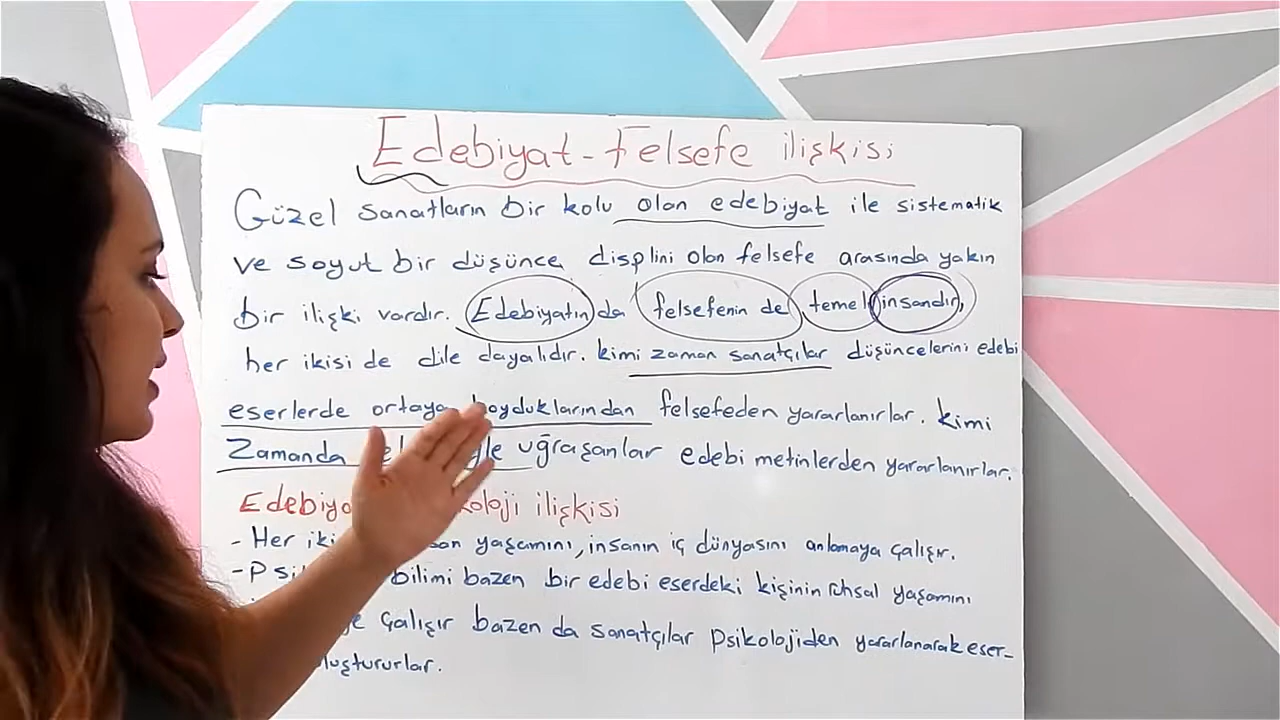 Edebiyat-Felsefe ilişkisi
Güzel sanatların bir kolu olan edebiyat ile sistematik
ve soyut bir düşünce displini olan felsefe arasında yakın
bir ilişki vardır. Edebiyatın da felsefenin de temeli insandır,
her ikisi de dile dayalıdır. kimi zaman sanatçılar düşüncelerini edebi
eserlerde ortaya koyduklarından felsefeden yararlanırlar. kimi
Zamanda uğraşanlar edebi metinlerden yararlanırlar.
ilişkisi
- Her yaşamını, insanın iç dünyasını anlamaya çalışır.
- bilimi bazen bir edebi eserdeki kişinin ruhsal yaşamını
çalışır bazen da sanatçılar psikolojiden yararlanarak eser-